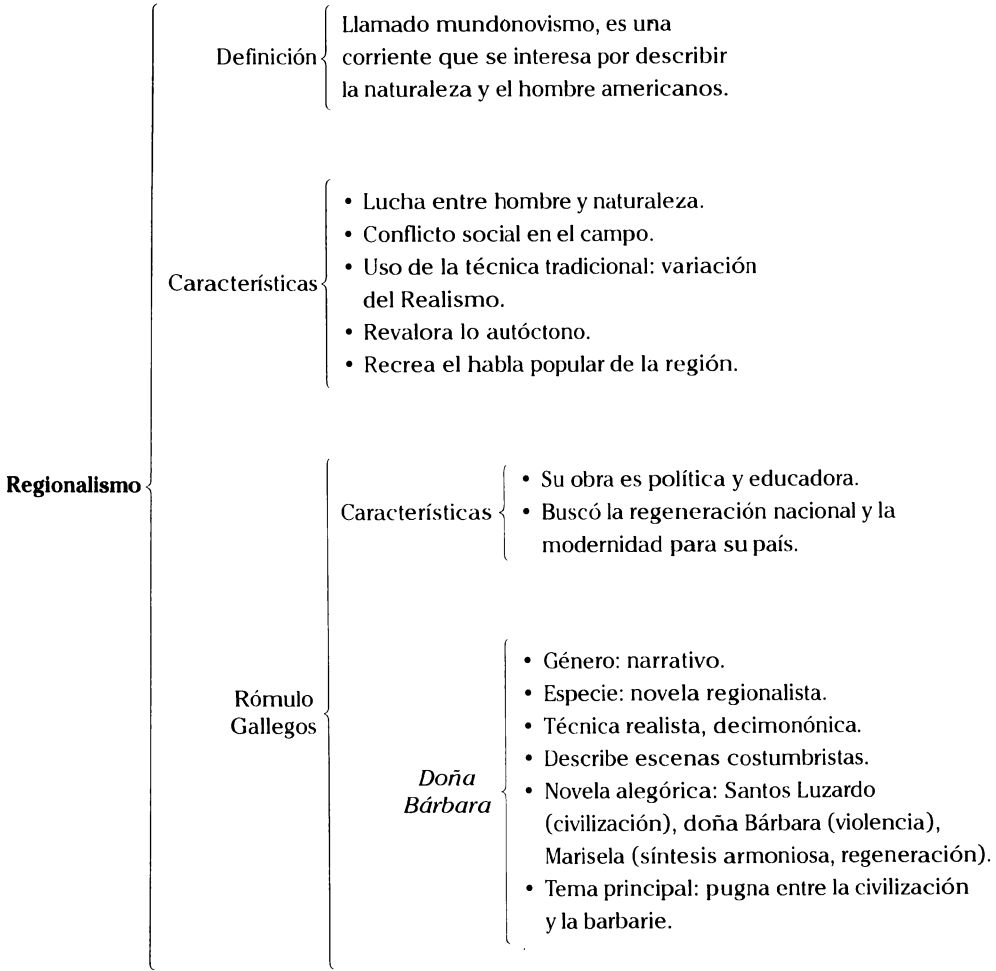 Regionalismo
Definición
Llamado mundonovismo, es una
corriente que se interesa por describir
la naturaleza y el hombre americanos.
Características
• Lucha entre hombre y naturaleza.
• Conflicto social en el campo.
• Uso de la técnica tradicional: variación
del Realismo.
• Revalora lo autóctono.
• Recrea el habla popular de la región.
Rómulo
Gallegos
Características
• Su obra es política y educadora.
• Buscó la regeneración nacional y la
modernidad para su país.
Doña
Bárbara
• Género: narrativo.
• Especie: novela regionalista.
• Técnica realista, decimonónica.
• Describe escenas costumbristas.
• Novela alegórica: Santos Luzardo
(civilización), doña Bárbara (violencia),
Marisela (síntesis armoniosa, regeneración).
• Tema principal: pugna entre la civilización
y la barbarie.